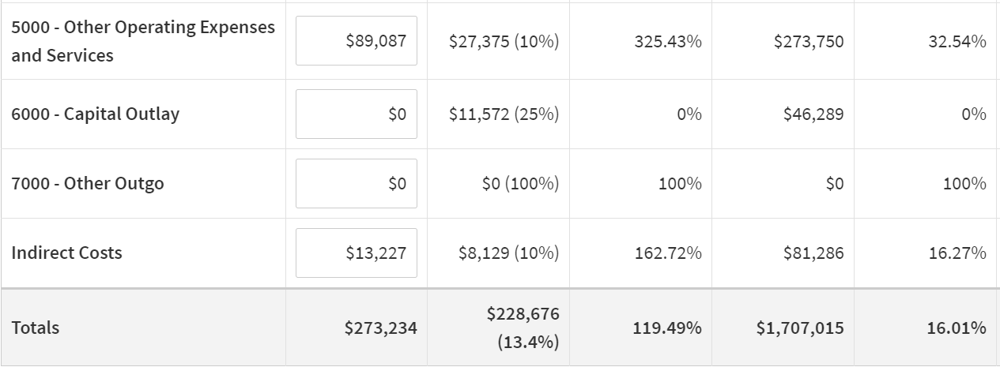 5000 - Other Operating Expenses
and Services
$89,087 $27,375 (10%) 325.43% $273,750 32.54%
6000 - Capital Outlay $0 $11,572 (25%) 0% $46,289 0%
7000 - Other Outgo $0 $0 (100%) 100% $0 100%
Indirect Costs $13,227 $8,129 (10%) 162.72% $81,286 16.27%
Totals $273,234 $228,676
(13.4%) 119.49% $1,707,015 16.01%